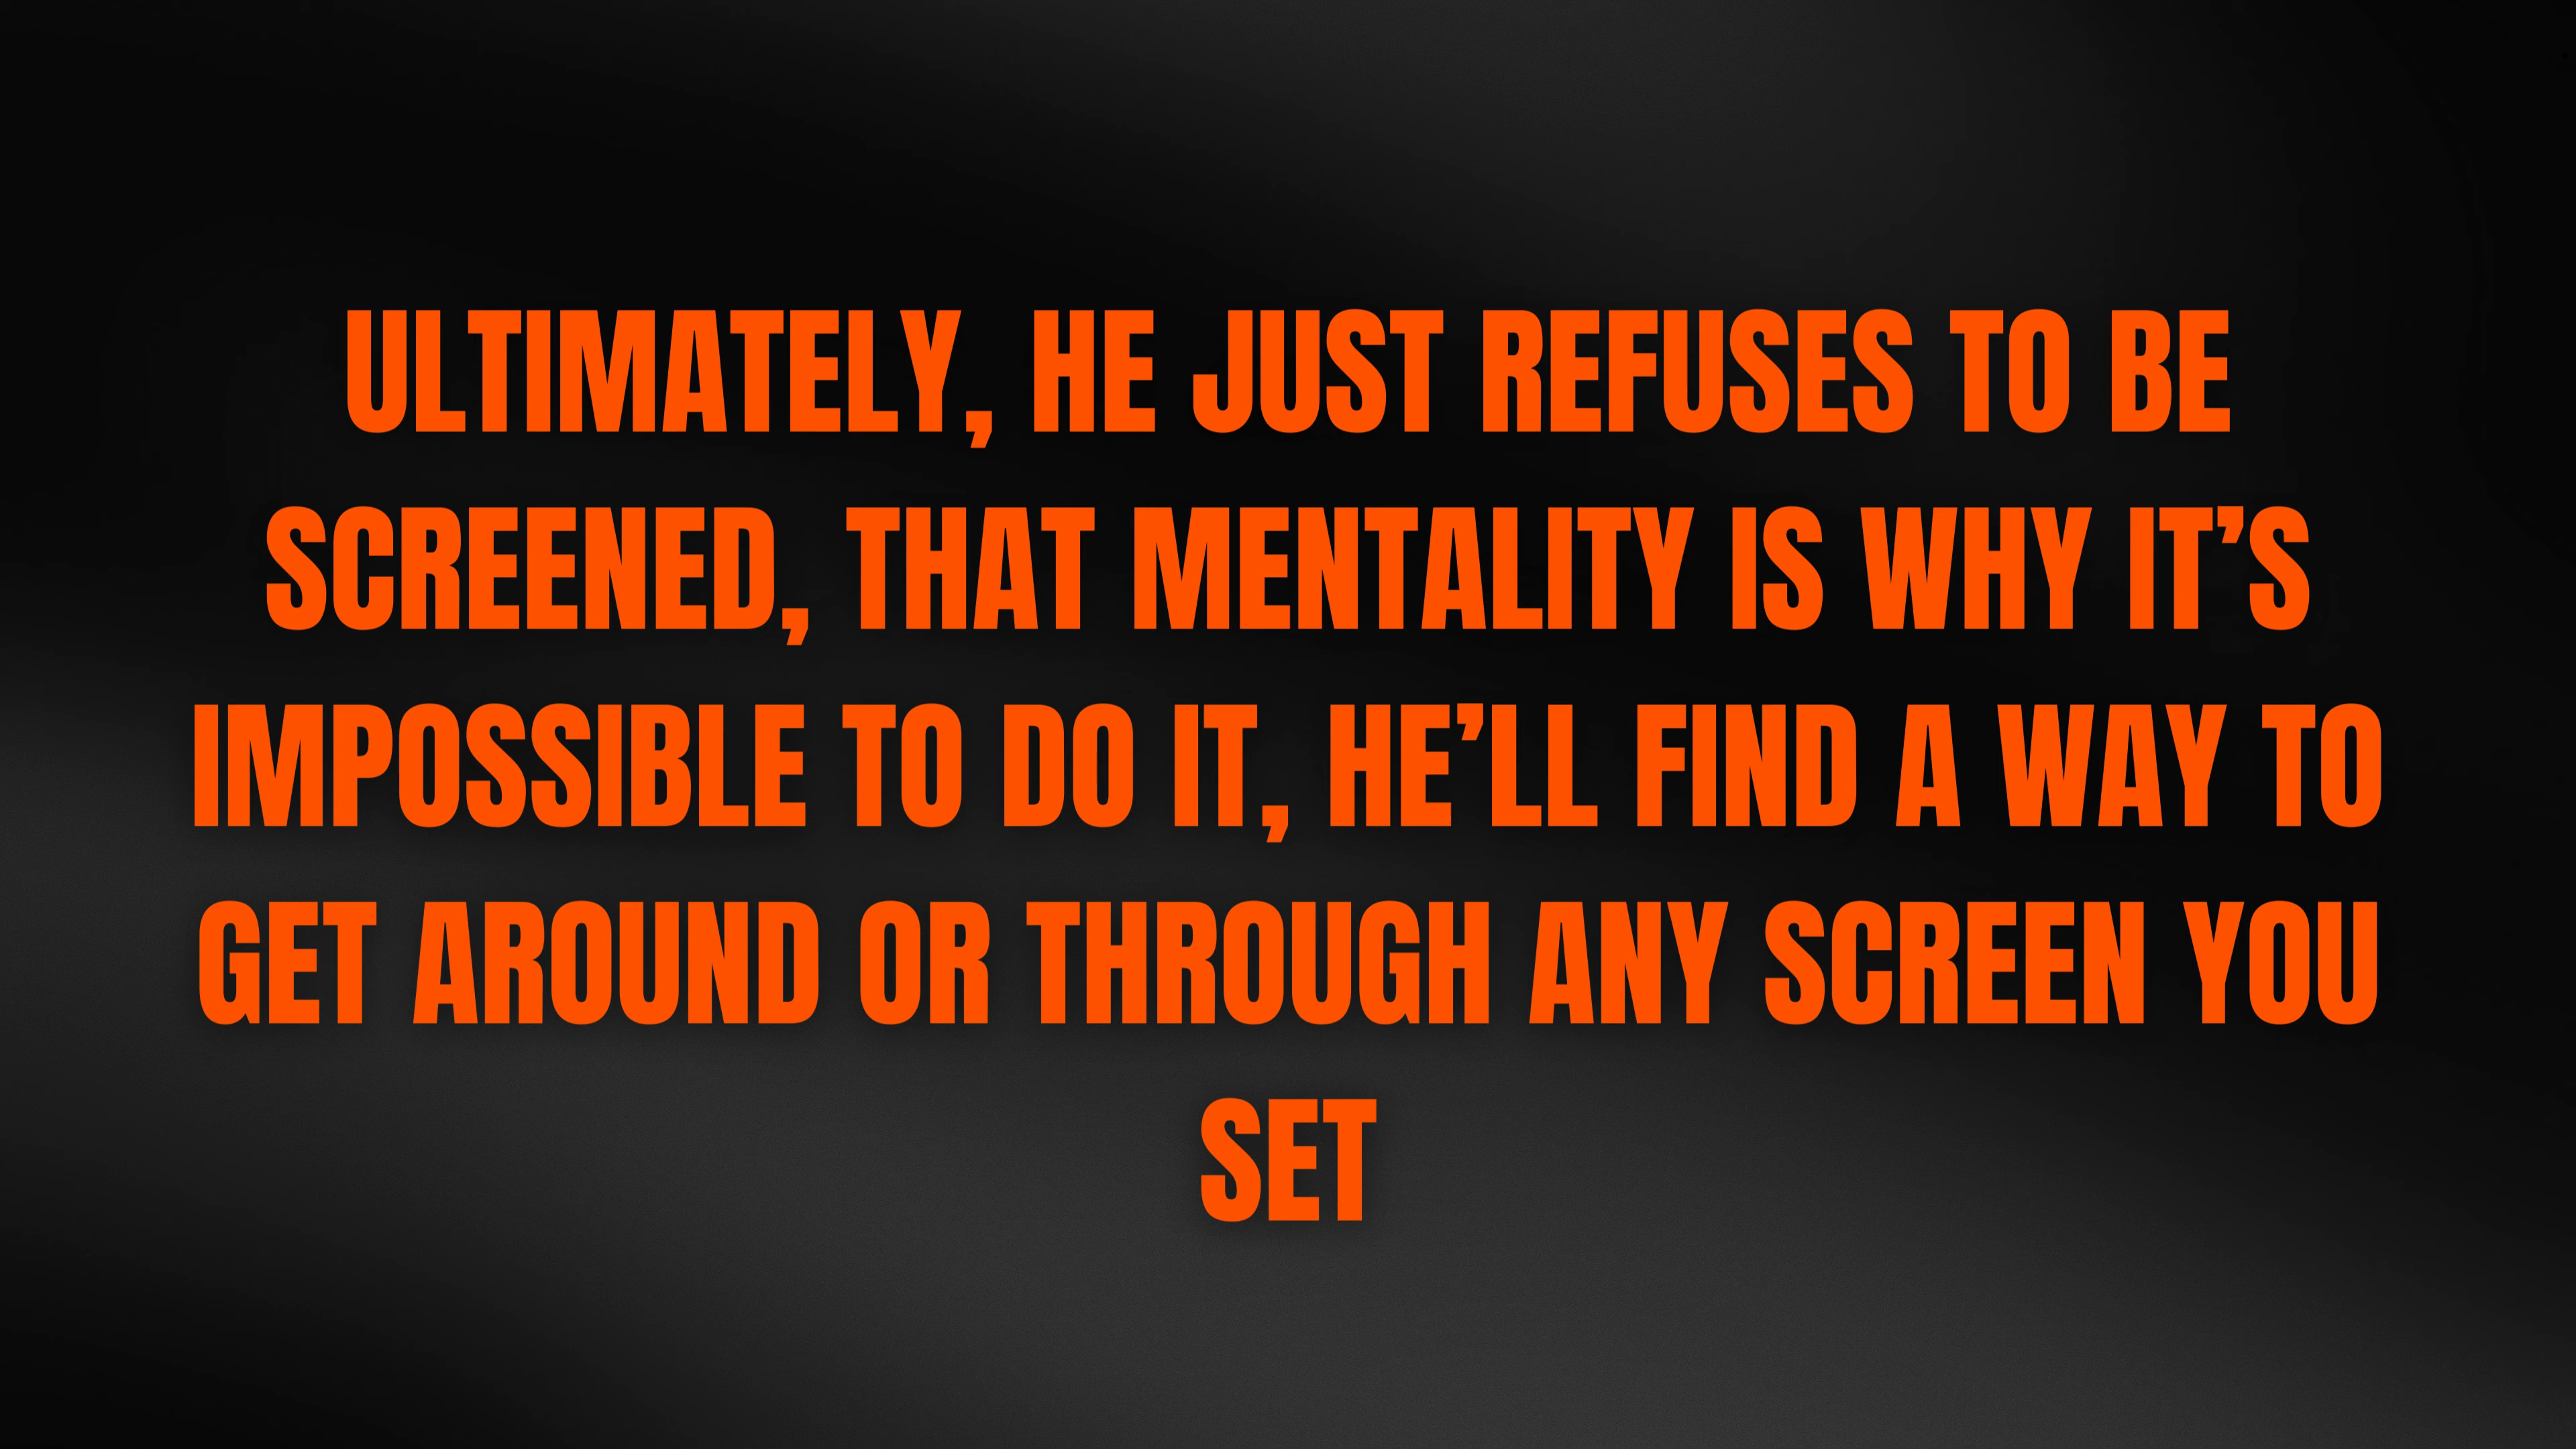 ULTIMATELY, HE JUST REFUSES TO BE
SCREENED, THAT MENTALITY IS WHY IT’S
IMPOSSIBLE TO DO IT, HE’LL FIND A WAY TO
GET AROUND OR THROUGH ANY SCREEN YOU
SET